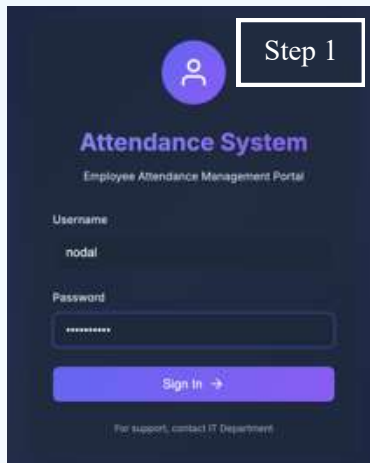 Step 1
Attendance System
Employee Attendance Management Portal
Username
nodal
Password
••••••••••
Sign In →
For support, contact IT Department